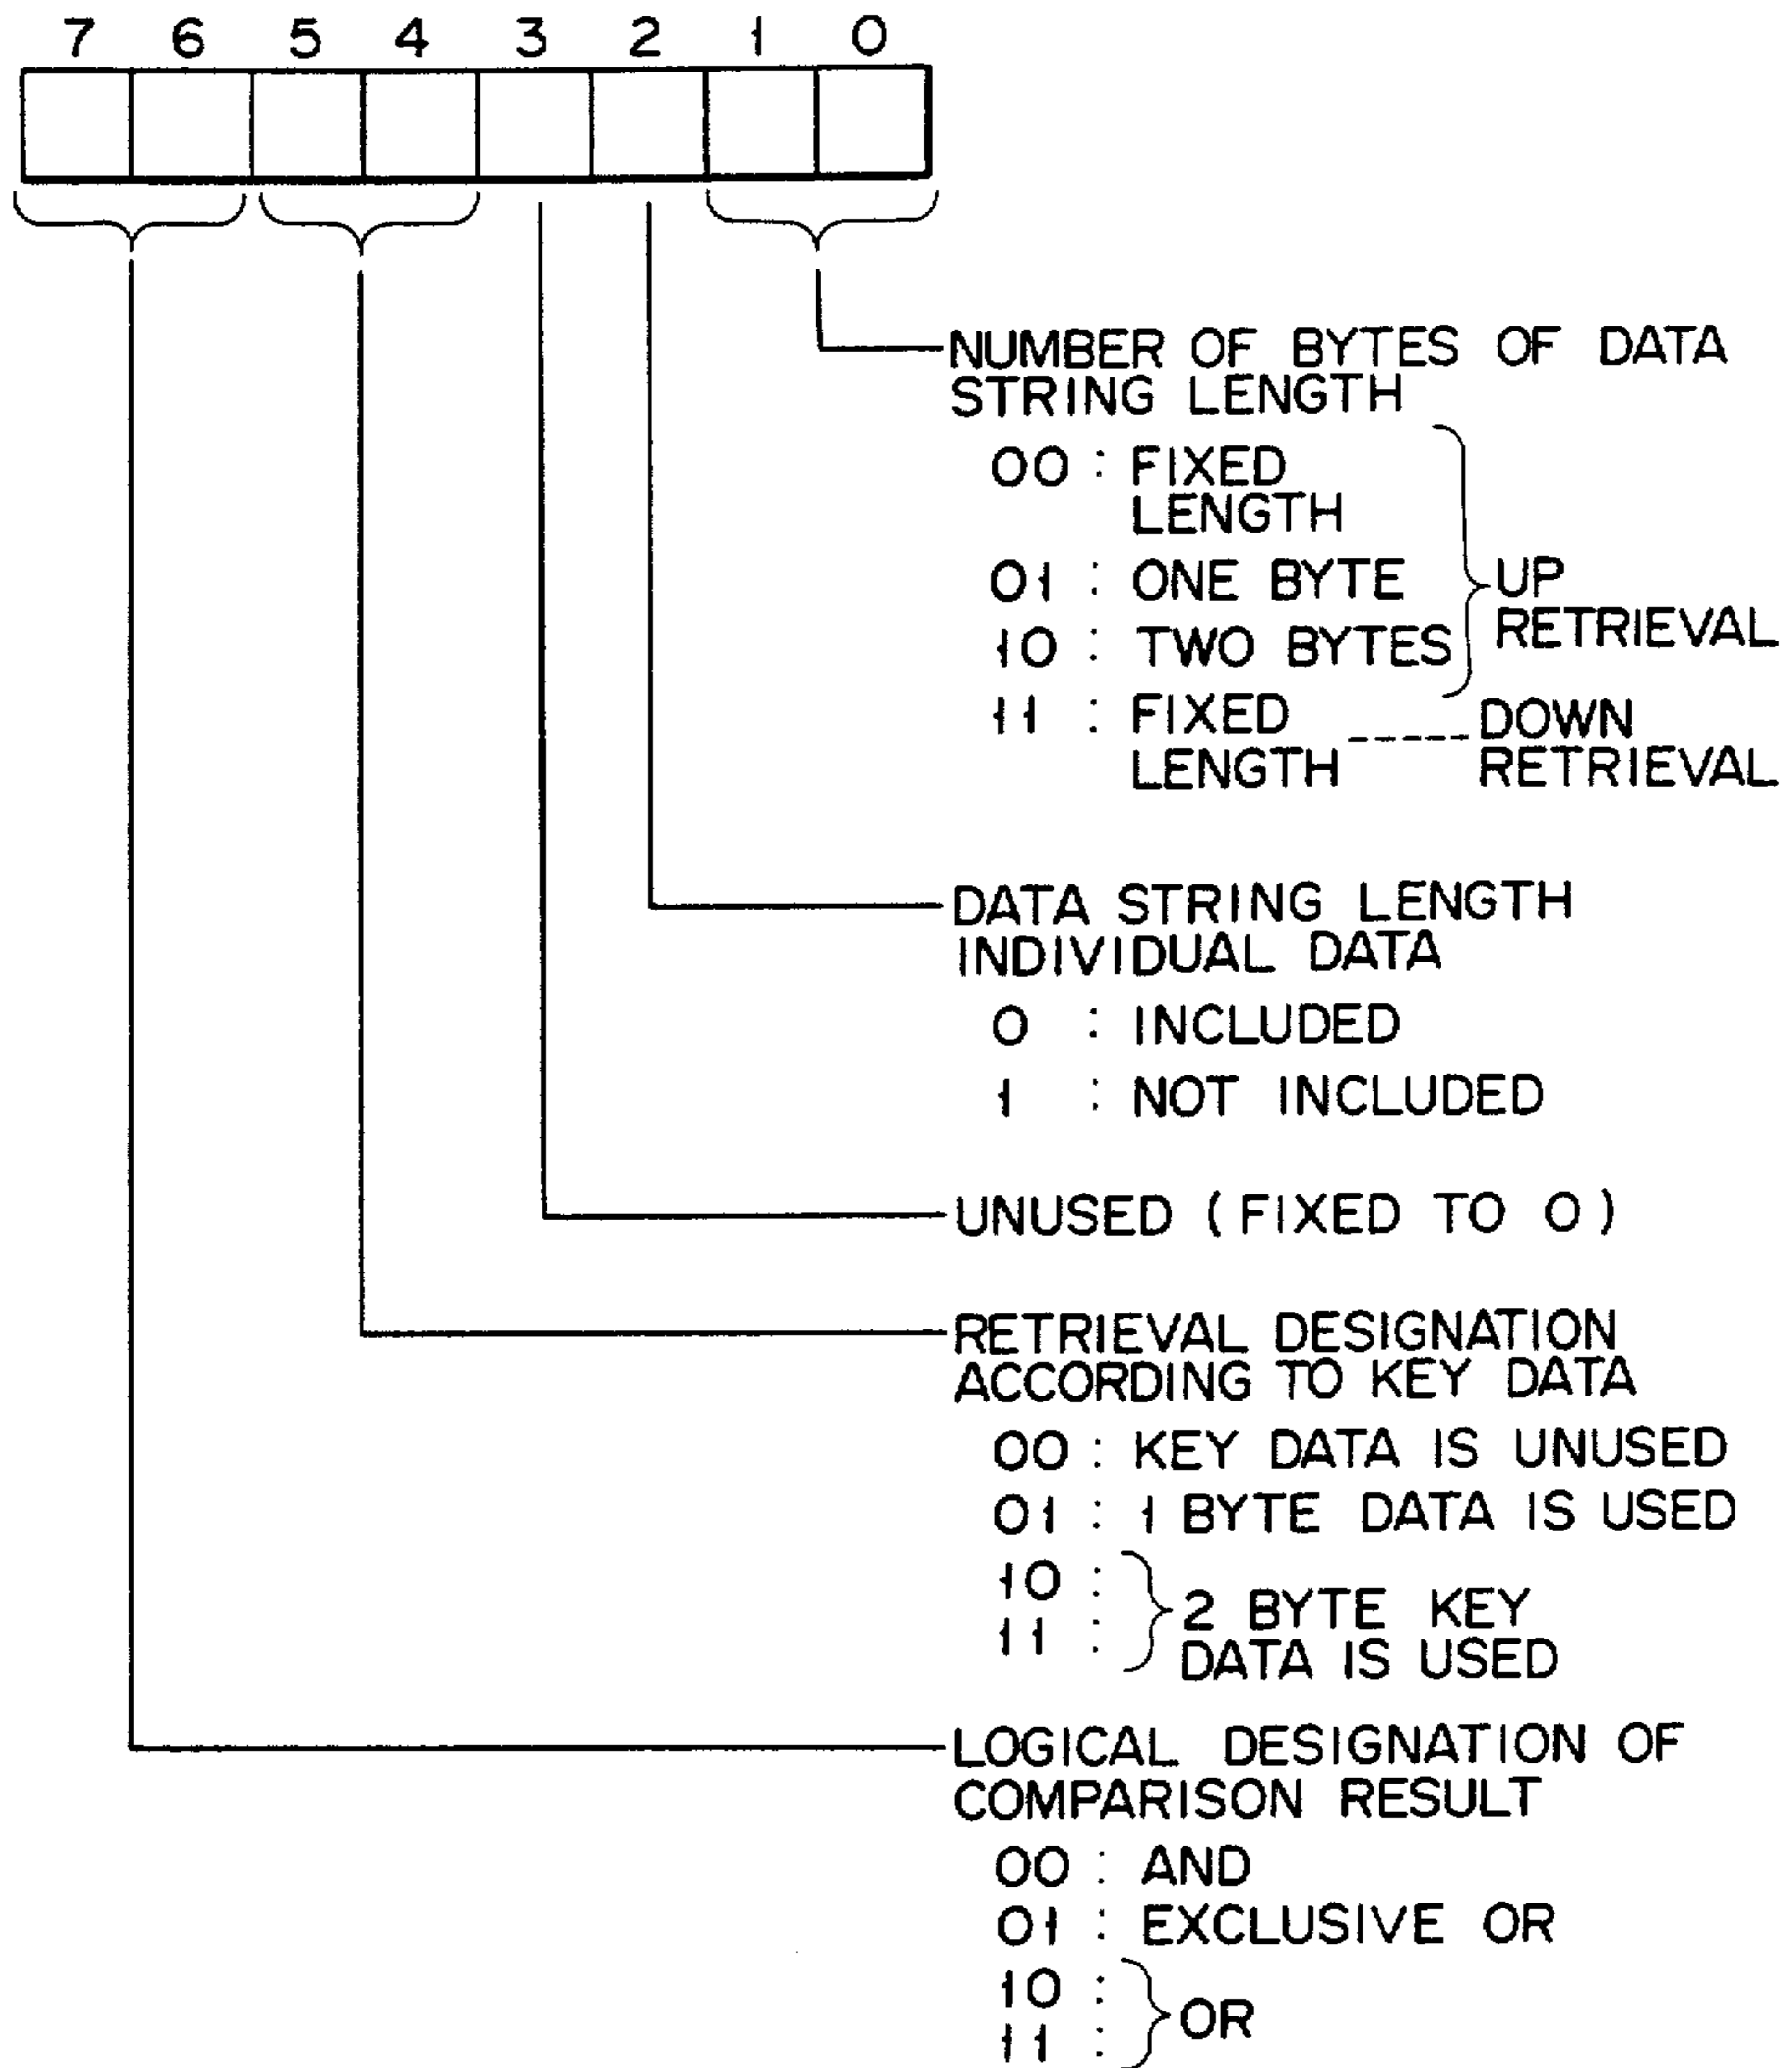 7 6 5 4 3 2 1 0
NUMBER OF BYTES OF DATA
STRING LENGTH
00 : FIXED
LENGTH
01 : ONE BYTE
UP
RETRIEVAL
10 : TWO BYTES
11 : FIXED
LENGTH
DOWN
RETRIEVAL
DATA STRING LENGTH
INDIVIDUAL DATA
0 : INCLUDED
1 : NOT INCLUDED
UNUSED (FIXED TO 0)
RETRIEVAL DESIGNATION
ACCORDING TO KEY DATA
00 : KEY DATA IS UNUSED
01 : 1 BYTE DATA IS USED
10 :
11 :
2 BYTE KEY
DATA IS USED
LOGICAL DESIGNATION OF
COMPARISON RESULT
00 : AND
01 : EXCLUSIVE OR
10 :
11 :
OR